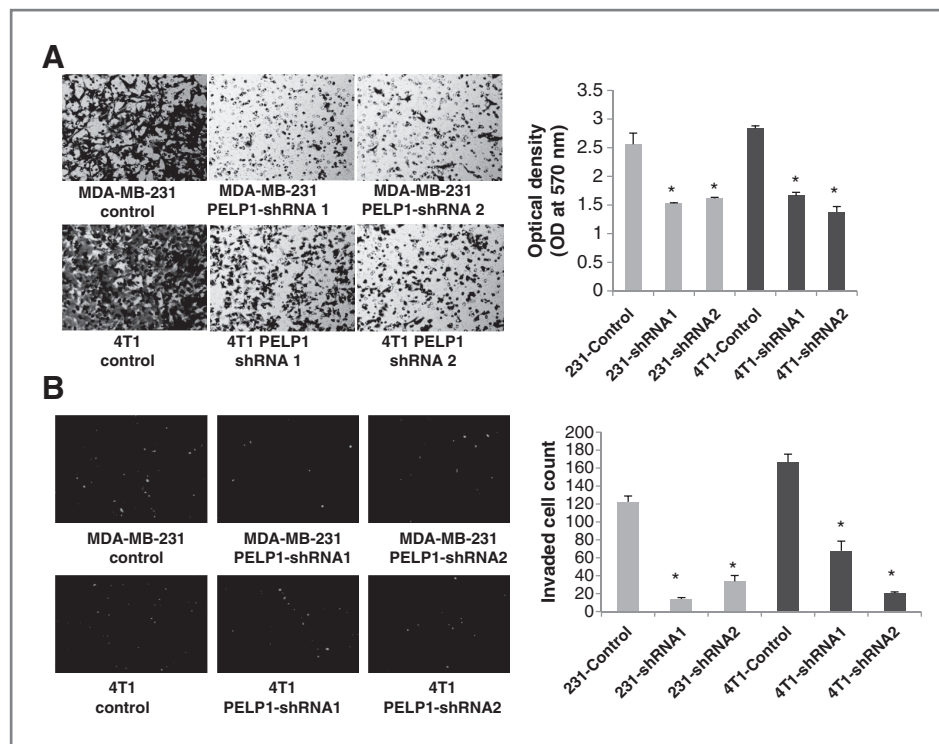 A
MDA-MB-231
control
MDA-MB-231
PELP1-shRNA 1
MDA-MB-231
PELP1-shRNA 2
4T1
control
4T1 PELP1
shRNA 1
4T1 PELP1
shRNA 2
Optical density
(OD at 570 nm)
3.5
3
2.5
2
1.5
1
0.5
0
* * * *
231-Control
231-shRNA1
231-shRNA2
4T1-Control
4T1-shRNA1
4T1-shRNA2
B
MDA-MB-231
control
MDA-MB-231
PELP1-shRNA1
MDA-MB-231
PELP1-shRNA2
4T1
control
4T1
PELP1-shRNA1
4T1
PELP1-shRNA2
Invaded cell count
200
180
160
140
120
100
80
60
40
20
0
* * * *
231-Control
231-shRNA1
231-shRNA2
4T1-Control
4T1-shRNA1
4T1-shRNA2